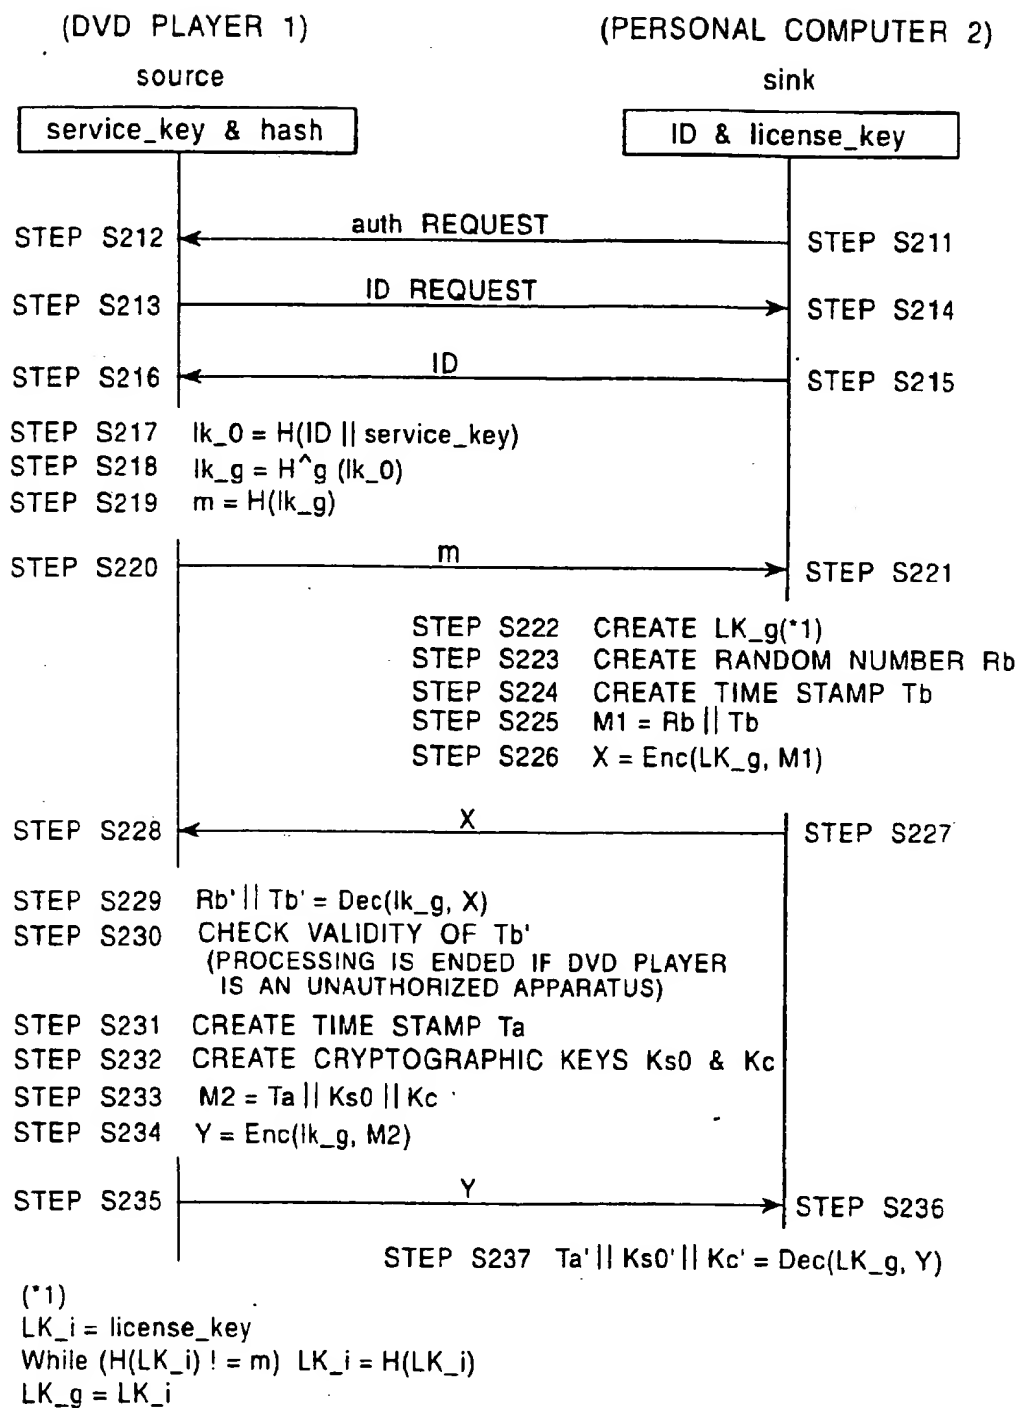 (DVD PLAYER 1) (PERSONAL COMPUTER 2)
source sink
service_key & hash ID & license_key
STEP S212 auth REQUEST STEP S211
STEP S213 ID REQUEST STEP S214
STEP S216 ID STEP S215
STEP S217 lk_0 = H(ID || service_key)
STEP S218 lk_g = H^g (lk_0)
STEP S219 m = H(lk_g)
STEP S220 m STEP S221
STEP S222 CREATE LK_g(*1)
STEP S223 CREATE RANDOM NUMBER Rb
STEP S224 CREATE TIME STAMP Tb
STEP S225 M1 = Rb || Tb
STEP S226 X = Enc(LK_g, M1)
STEP S228 X STEP S227
STEP S229 Rb' || Tb' = Dec(lk_g, X)
STEP S230 CHECK VALIDITY OF Tb'
(PROCESSING IS ENDED IF DVD PLAYER
IS AN UNAUTHORIZED APPARATUS)
STEP S231 CREATE TIME STAMP Ta
STEP S232 CREATE CRYPTOGRAPHIC KEYS Ks0 & Kc
STEP S233 M2 = Ta || Ks0 || Kc
STEP S234 Y = Enc(lk_g, M2)
STEP S235 Y STEP S236
STEP S237 Ta' || Ks0' || Kc' = Dec(LK_g, Y)
(*1)
LK_i = license_key
While (H(LK_i) ! = m) LK_i = H(LK_i)
LK_g = LK_i